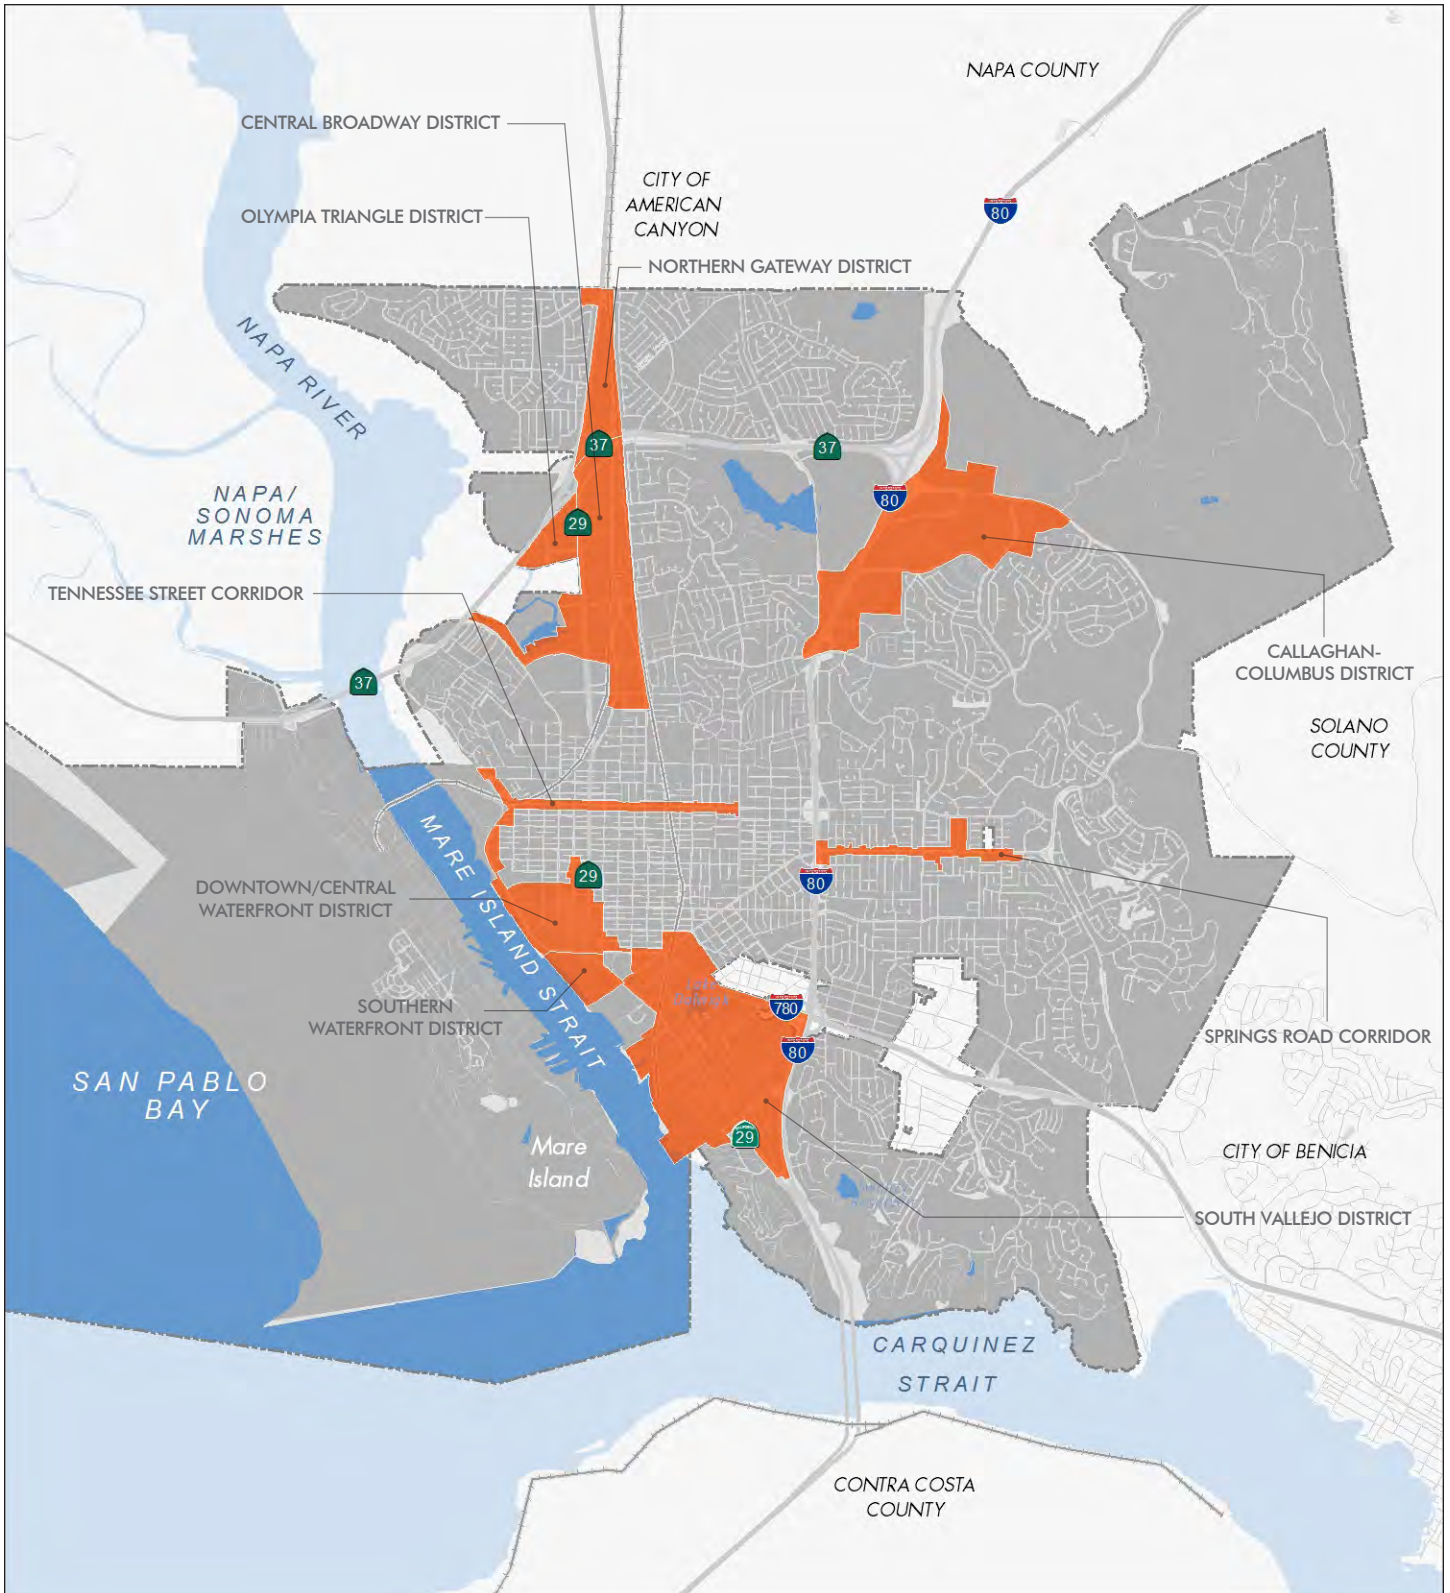 NAPA COUNTY
CENTRAL BROADWAY DISTRICT
CITY OF
AMERICAN
CANYON
80
OLYMPIA TRIANGLE DISTRICT
NORTHERN GATEWAY DISTRICT
NAPA RIVER
37
37
80
NAPA/
SONOMA
MARSHES
29
TENNESSEE STREET CORRIDOR
CALLAGHAN-
COLUMBUS DISTRICT
37
SOLANO
COUNTY
MARE ISLAND STRAIT
29
80
DOWNTOWN/CENTRAL
WATERFRONT DISTRICT
SOUTHERN
WATERFRONT DISTRICT
780
80
SPRINGS ROAD CORRIDOR
SAN PABLO
BAY
29
Mare
Island
CITY OF BENICIA
SOUTH VALLEJO DISTRICT
CARQUINEZ
STRAIT
CONTRA COSTA
COUNTY